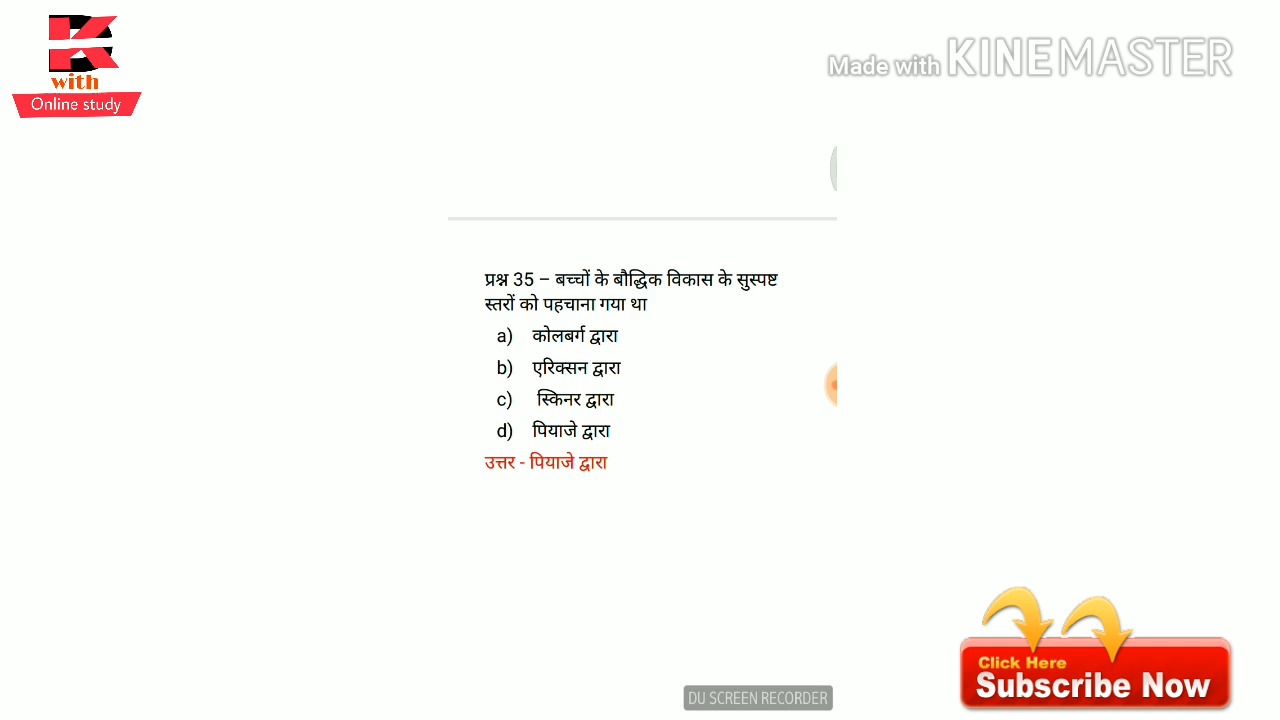 K
with
Online study
Made with KINEMASTER
प्रश्न 35 – बच्चों के बौद्धिक विकास के सुस्पष्ट
स्तरों को पहचाना गया था
a) कोलबर्ग द्वारा
b) एरिक्सन द्वारा
c) स्किनर द्वारा
d) पियाजे द्वारा
उत्तर - पियाजे द्वारा
Click Here
Subscribe Now
DU SCREEN RECORDER